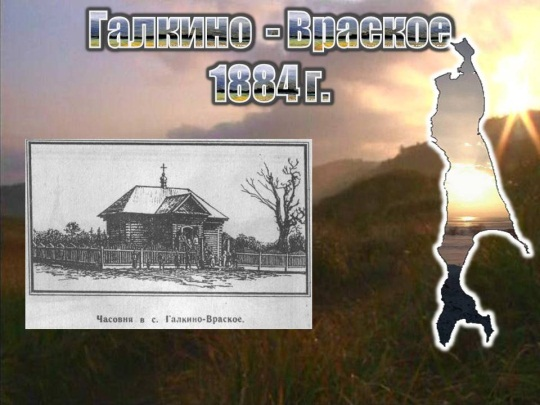 Галкино - Враское
1884 г.
Часовня в с. Галкино-Враское.